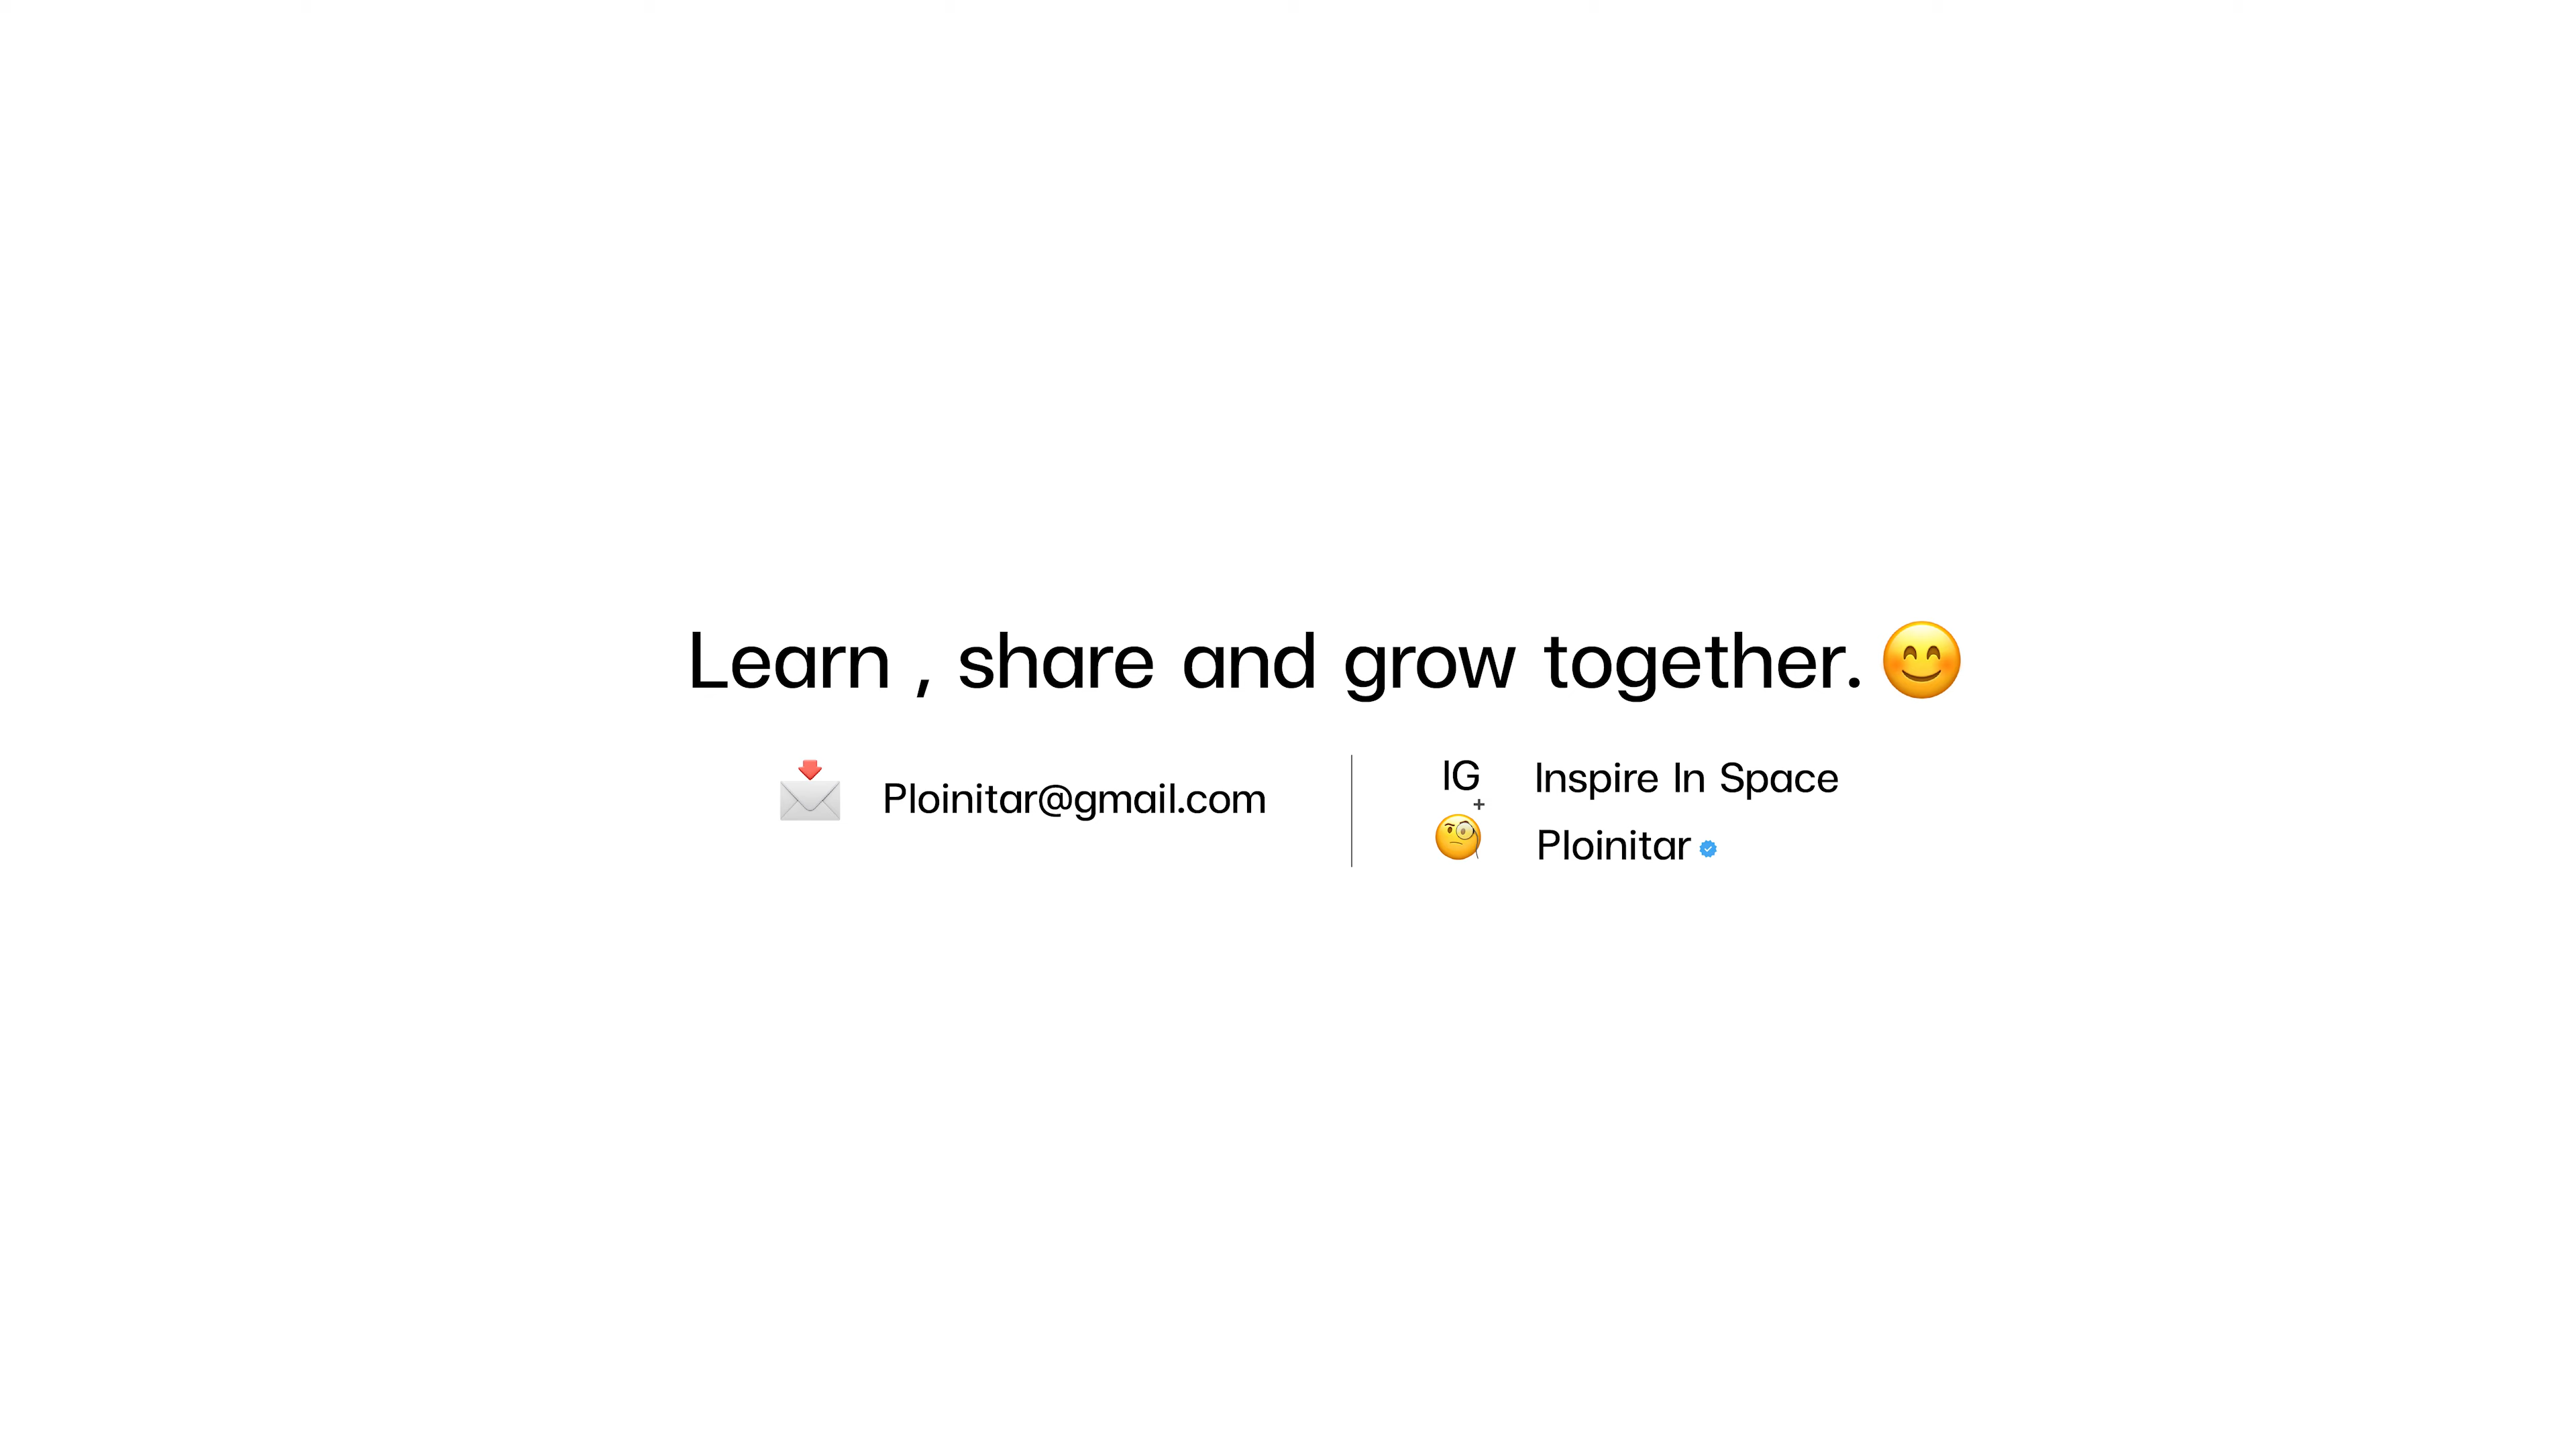 Learn , share and grow together. 😊
Ploinitar@gmail.com
IG Inspire In Space
+
Ploinitar